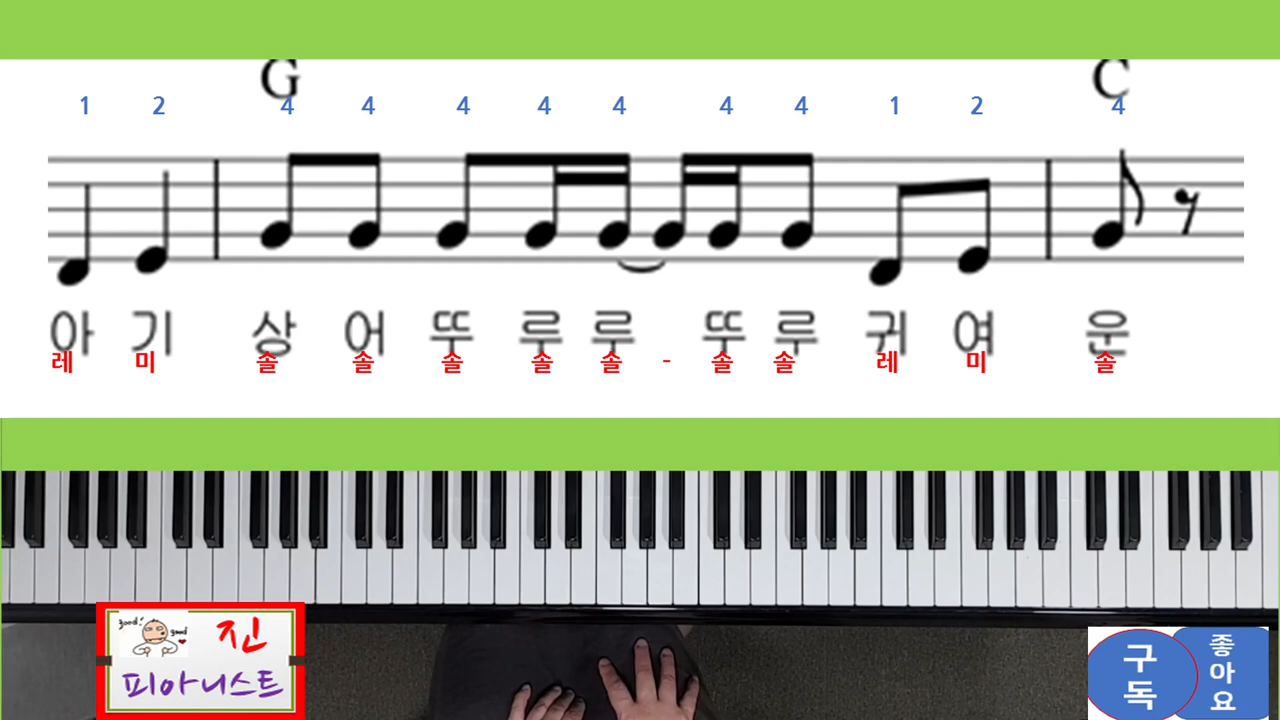 G C
1 2 4 4 4 4 4 4 4 1 2 4
아 기 상 어 뚜 루 루 뚜 루 귀 여 운
레 미 솔 솔 솔 솔 솔 - 솔 솔 레 미 솔
good!
good
진
피아니스트
구독
좋아요